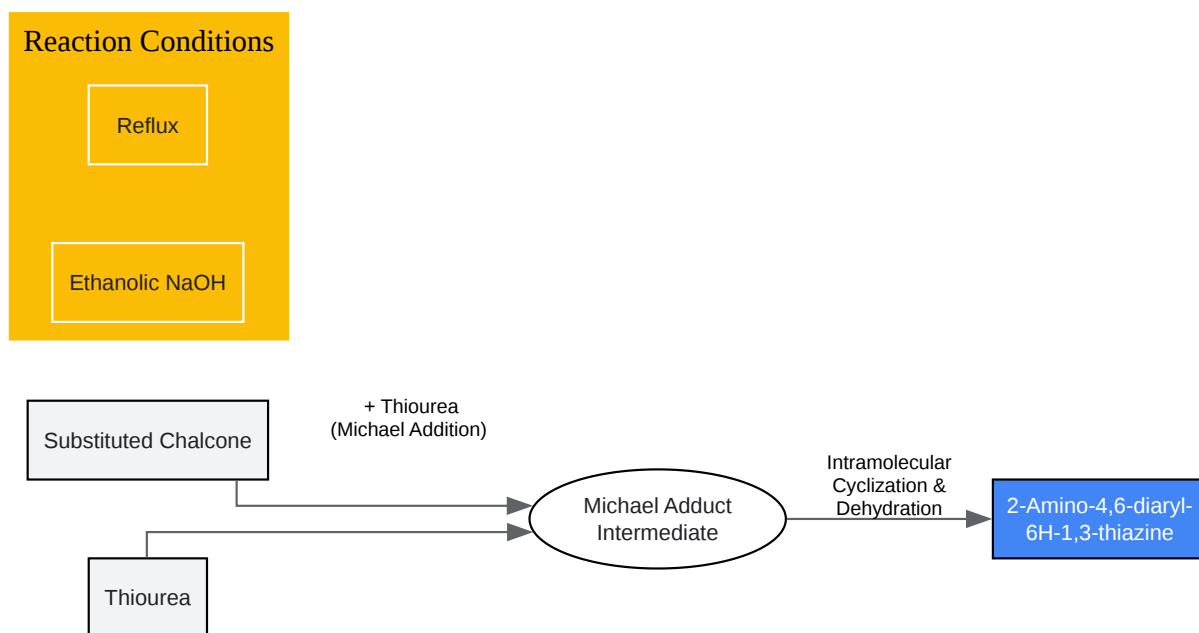 Reaction Conditions
Reflux
Ethanolic NaOH
+ Thiourea
(Michael Addition)
Substituted Chalcone
Intramolecular
Cyclization &
Dehydration
Michael Adduct
Intermediate
2-Amino-4,6-diaryl-
6H-1,3-thiazine
Thiourea